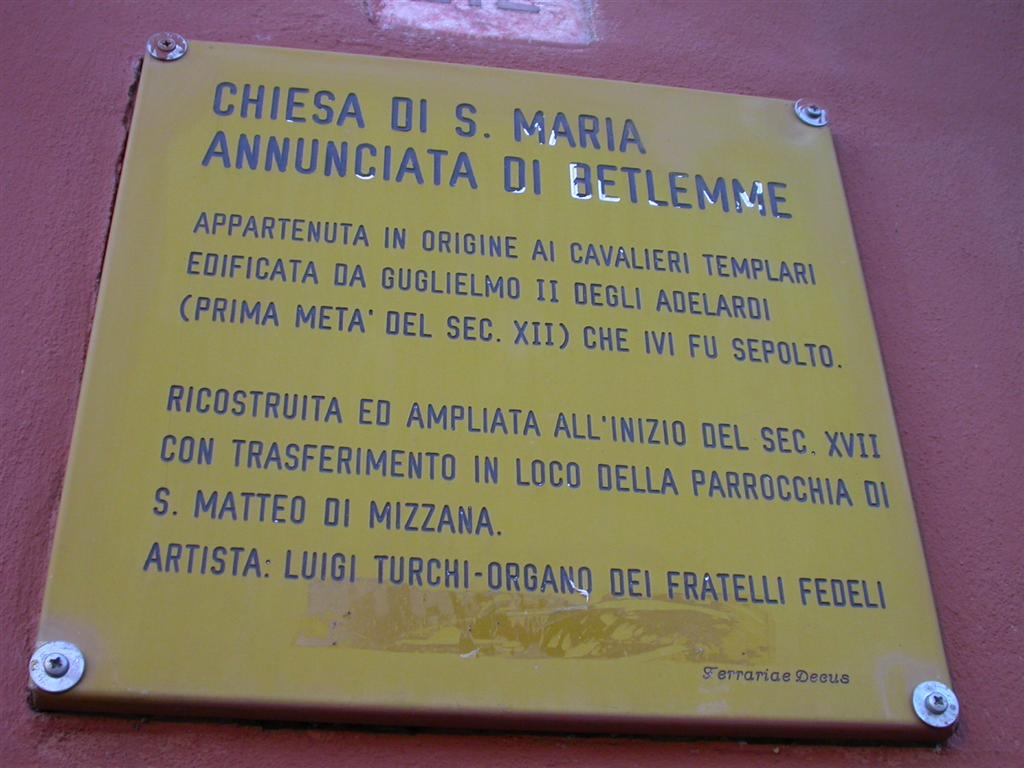 CHIESA DI S. MARIA
ANNUNCIATA DI BETLEMME
APPARTENUTA IN ORIGINE AI CAVALIERI TEMPLARI
EDIFICATA DA GUGLIELMO II DEGLI ADELARDI
(PRIMA META' DEL SEC. XII) CHE IVI FU SEPOLTO.
RICOSTRUITA ED AMPLIATA ALL'INIZIO DEL SEC. XVII
CON TRASFERIMENTO IN LOCO DELLA PARROCCHIA DI
S. MATTEO DI MIZZANA.
ARTISTA: LUIGI TURCHI-ORGANO DEI FRATELLI FEDELI
Ferrariae Decus